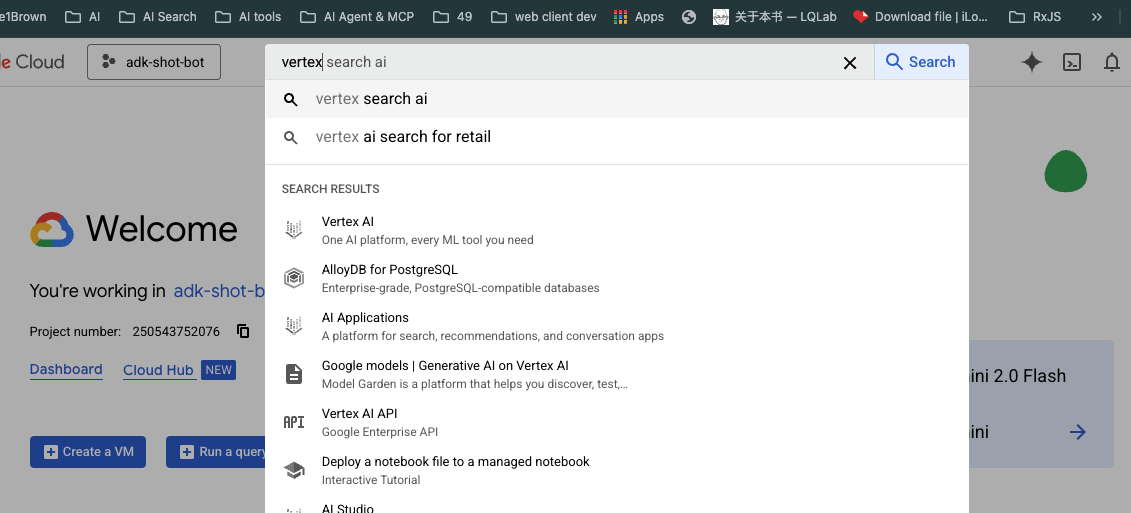 e1Brown AI AI Search AI tools AI Agent & MCP 49 web client dev Apps 关于本书 — LQLab Download file | iLo... RxJS »
le Cloud adk-shot-bot vertex search ai Search
vertex search ai
vertex ai search for retail
SEARCH RESULTS
Vertex AI
One AI platform, every ML tool you need
Welcome
AlloyDB for PostgreSQL
Enterprise-grade, PostgreSQL-compatible databases
You're working in adk-shot-b
AI Applications
A platform for search, recommendations, and conversation apps
Project number: 250543752076
Google models | Generative AI on Vertex AI
Model Garden is a platform that helps you discover, test,...
Dashboard Cloud Hub NEW
ini 2.0 Flash
Vertex AI API
Google Enterprise API
API
ini
Create a VM Run a query
Deploy a notebook file to a managed notebook
Interactive Tutorial
AI Studio